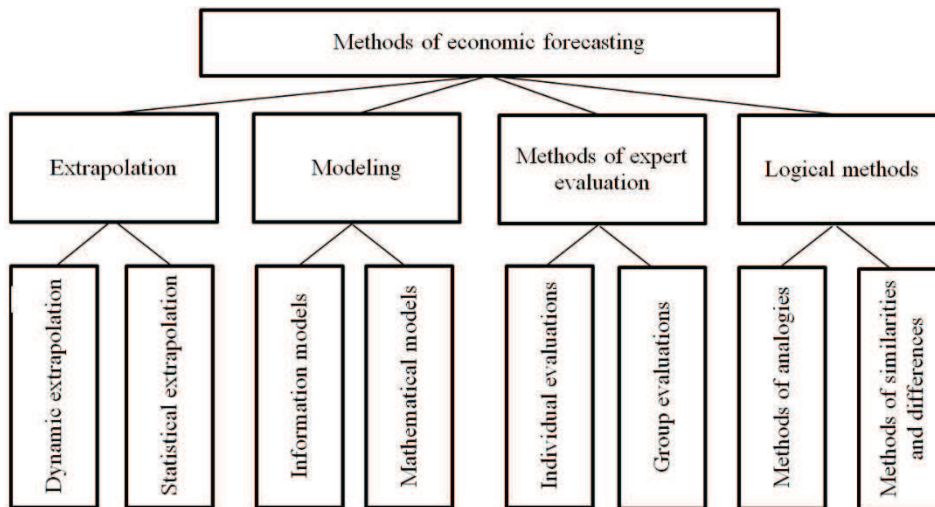 Methods of economic forecasting
Extrapolation
Modeling
Methods of expert
evaluation
Logical methods
Dynamic extrapolation
Statistical extrapolation
Information models
Mathematical models
Individual evaluations
Group evaluations
Methods of analogies
Methods of similarities
and differences